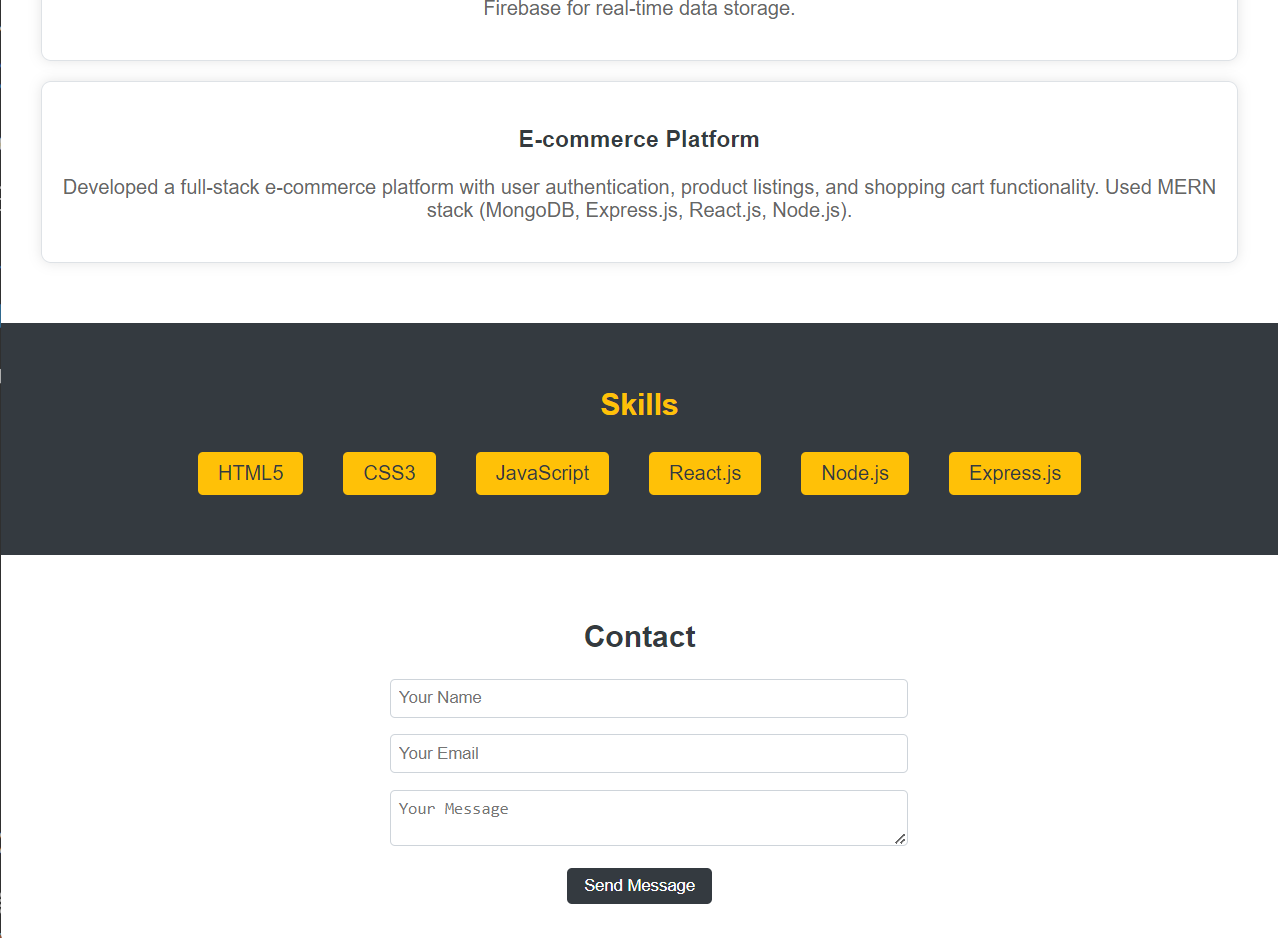 Firebase for real-time data storage.
E-commerce Platform
Developed a full-stack e-commerce platform with user authentication, product listings, and shopping cart functionality. Used MERN
stack (MongoDB, Express.js, React.js, Node.js).
Skills
HTML5 CSS3 JavaScript React.js Node.js Express.js
Contact
Your Name
Your Email
Your Message
Send Message